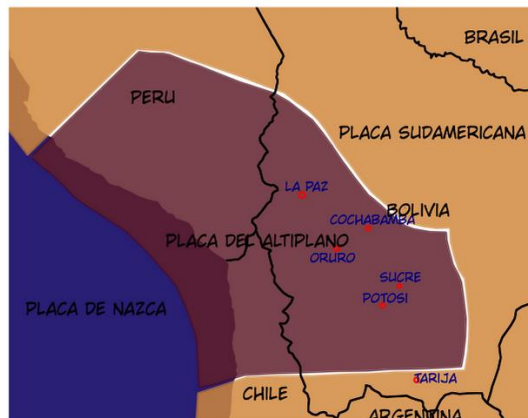 BRASIL
PERU
PLACA SUDAMERICANA
LA PAZ
BOLIVIA
COCHABAMBA
PLACA DEL ALTIPLANO
ORURO
SUCRE
PLACA DE NAZCA
POTOSI
TARIJA
CHILE
ARGENTINA